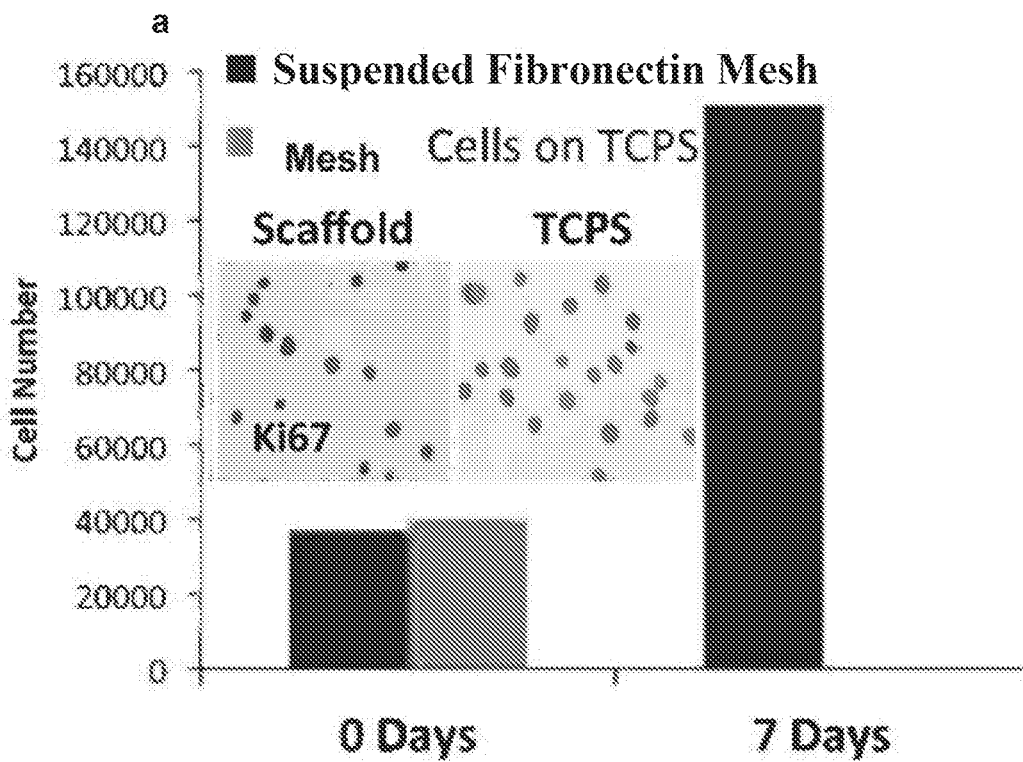 a
160000
Suspended Fibronectin Mesh
140000
Mesh
Cells on TCPS
120000
Scaffold
TCPS
100000
80000
60000
Ki67
40000
20000
0
Cell Number
0 Days
7 Days